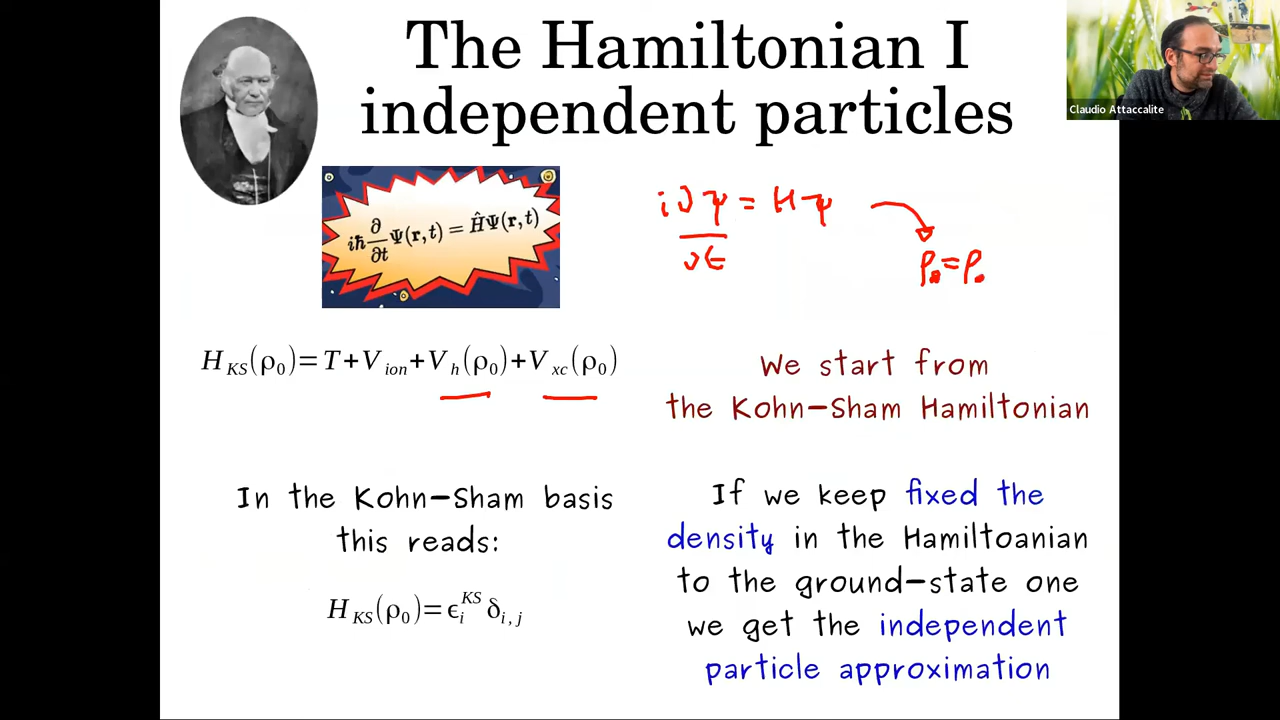 The Hamiltonian I
independent particles
Claudio Attaccalite
iℏ ∂/∂t Ψ(r,t) = ĤΨ(r,t)
i ∂ψ/∂t = Hψ
ρ = ρ₀
H_KS(ρ₀)=T+V_ion+V_h(ρ₀)+V_xc(ρ₀)
We start from
the Kohn-Sham Hamiltonian
In the Kohn-Sham basis
this reads:
H_KS(ρ₀)=ϵ_i^KS δ_i,j
If we keep fixed the
density in the Hamiltoanian
to the ground-state one
we get the independent
particle approximation